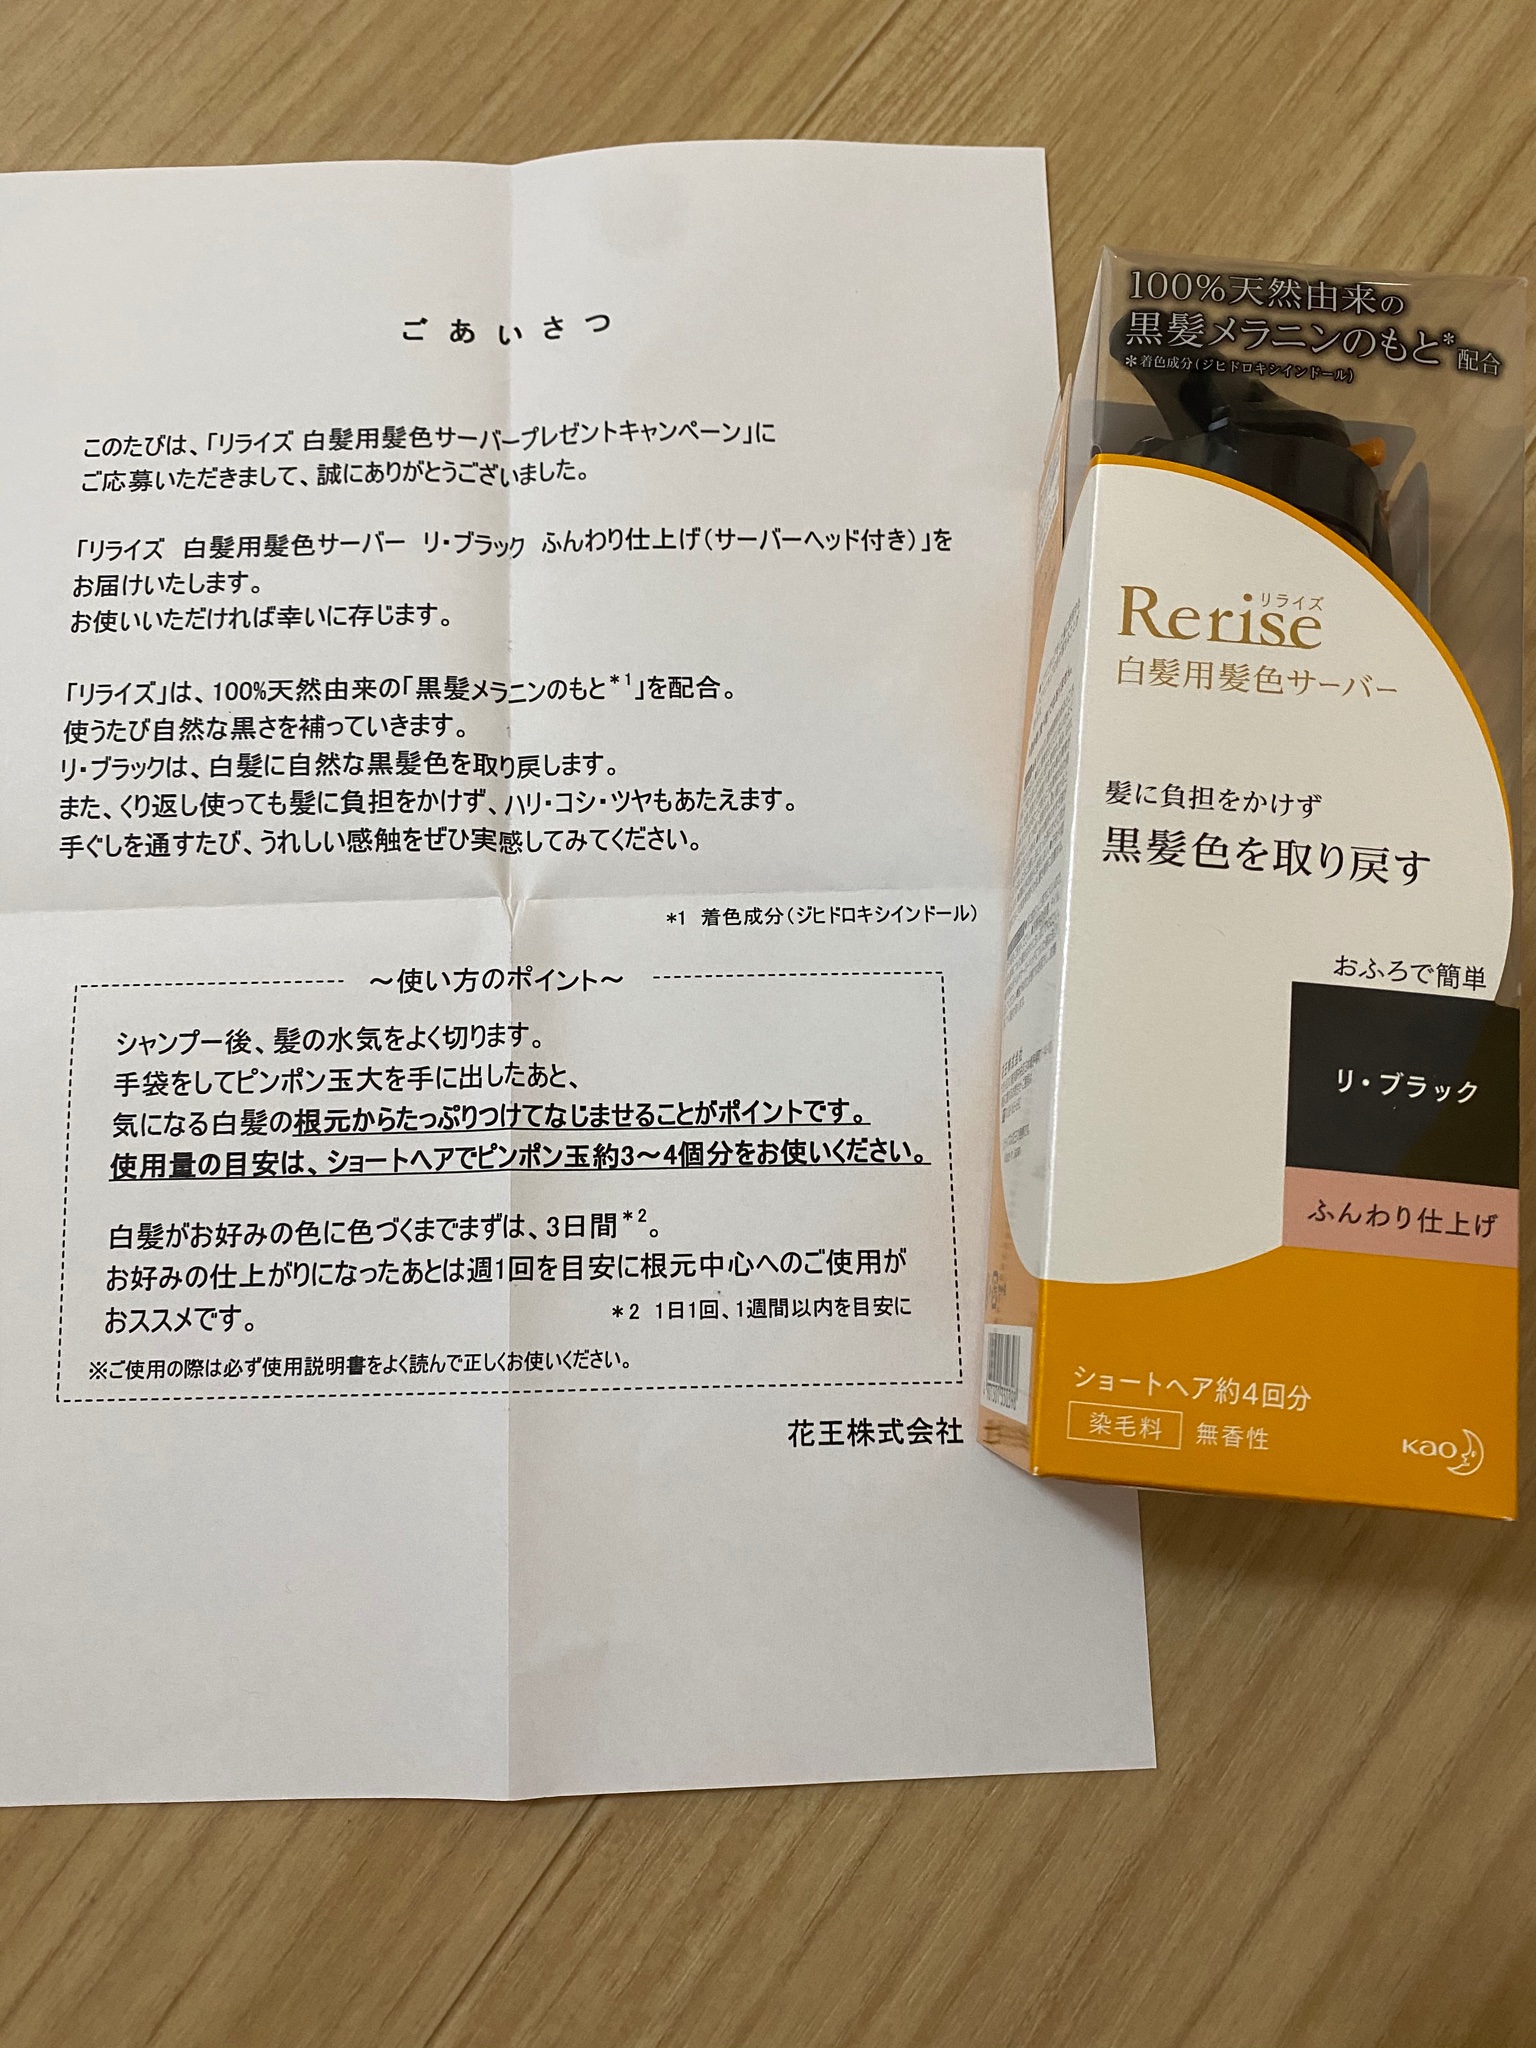 ごあいさつ
このたびは、「リライズ 白髪用髪色サーバープレゼントキャンペーン」に
ご応募いただきまして、誠にありがとうございました。
「リライズ 白髪用髪色サーバー リ・ブラック ふんわり仕上げ（サーバーヘッド付き）」を
お届けいたします。
お使いいただければ幸いに存じます。
「リライズ」は、100%天然由来の「黒髪メラニンのもと*1」を配合。
使うたび自然な黒さを補っていきます。
リ・ブラックは、白髪に自然な黒髪色を取り戻します。
また、くり返し使っても髪に負担をかけず、ハリ・コシ・ツヤもあたえます。
手ぐしを通すたび、うれしい感触をぜひ実感してみてください。
*1 着色成分（ジヒドロキシインドール）
～使い方のポイント～
シャンプー後、髪の水気をよく切ります。
手袋をしてピンポン玉大を手に出したあと、
気になる白髪の根元からたっぷりつけてなじませることがポイントです。
使用量の目安は、ショートヘアでピンポン玉約3～4個分をお使いください。
白髪がお好みの色に色づくまでまずは、3日間*2。
お好みの仕上がりになったあとは週1回を目安に根元中心へのご使用が
おススメです。
*2 1日1回、1週間以内を目安に
※ご使用の際は必ず使用説明書をよく読んで正しくお使いください。
花王株式会社
100%天然由来の
黒髪メラニンのもと*配合
*着色成分(ジヒドロキシインドール)
リライズ
Rerise
白髪用髪色サーバー
髪に負担をかけず
黒髪色を取り戻す
おふろで簡単
リ・ブラック
ふんわり仕上げ
ショートヘア約4回分
染毛料 無香性
Kao